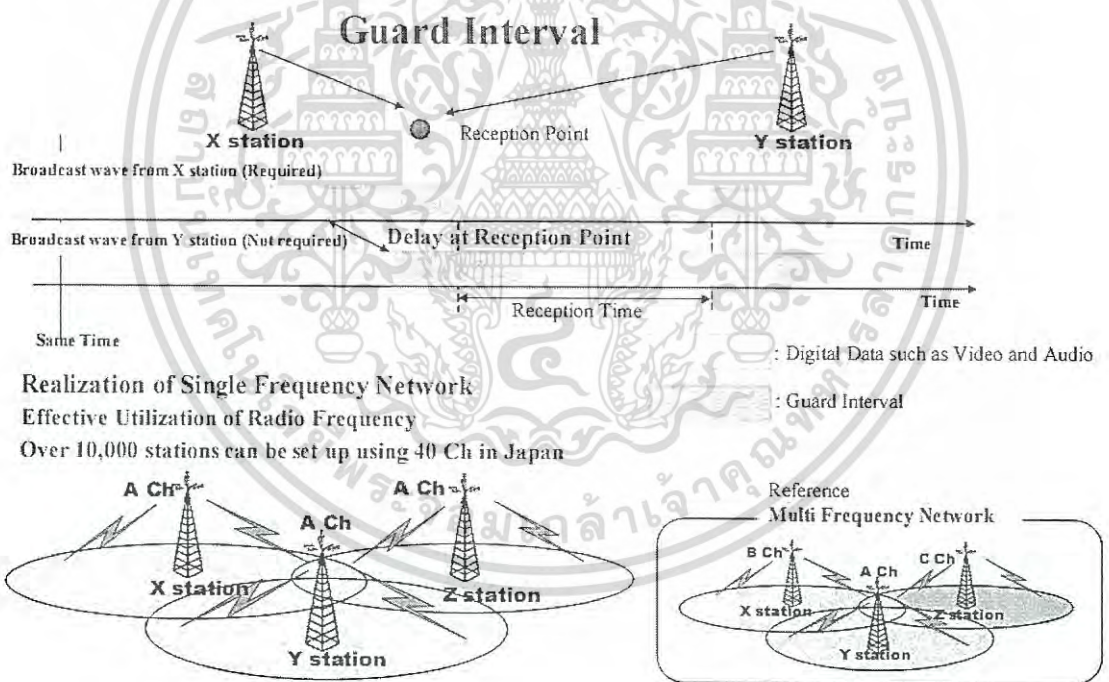 Guard Interval
X station
Reception Point
Y station
Broadcast wave from X station (Required)
Broadcast wave from Y station (Not required)
Delay at Reception Point
Time
Reception Time
Time
Same Time
: Digital Data such as Video and Audio
: Guard Interval
Realization of Single Frequency Network
Effective Utilization of Radio Frequency
Over 10,000 stations can be set up using 40 Ch in Japan
A Ch
A Ch
A Ch
X station
Z station
Y station
Reference
Multi Frequency Network
B Ch
A Ch
C Ch
X station
Z station
Y station